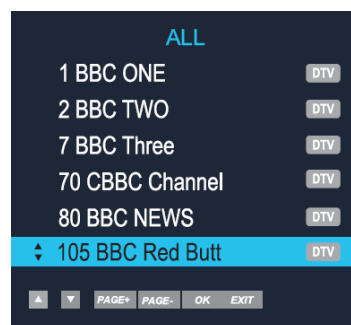 ALL
1 BBC ONE DTV
2 BBC TWO DTV
7 BBC Three DTV
70 CBBC Channel DTV
80 BBC NEWS DTV
105 BBC Red Butt DTV
PAGE+ PAGE- OK EXIT